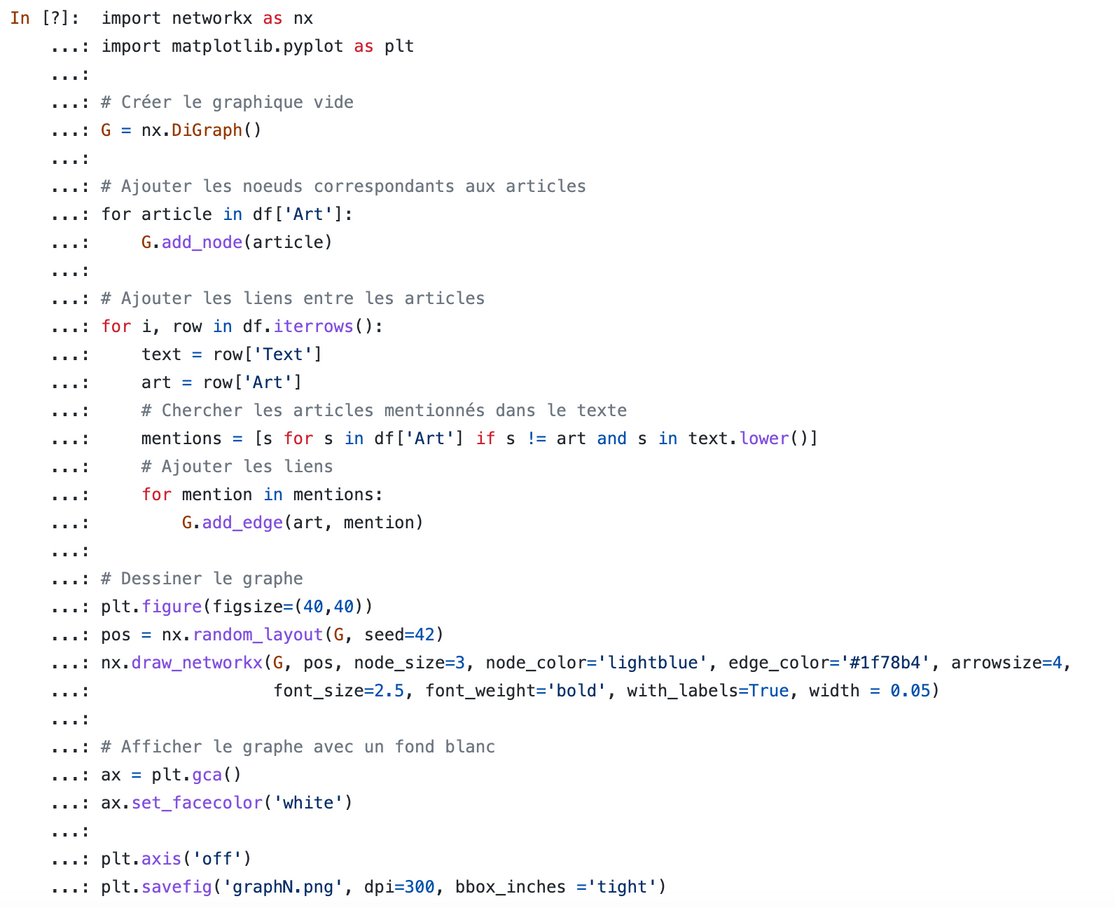 In [?]:  import networkx as nx
    ...: import matplotlib.pyplot as plt
    ...:
    ...: # Créer le graphique vide
    ...: G = nx.DiGraph()
    ...:
    ...: # Ajouter les noeuds correspondants aux articles
    ...: for article in df['Art']:
    ...:     G.add_node(article)
    ...:
    ...: # Ajouter les liens entre les articles
    ...: for i, row in df.iterrows():
    ...:     text = row['Text']
    ...:     art = row['Art']
    ...:     # Chercher les articles mentionnés dans le texte
    ...:     mentions = [s for s in df['Art'] if s != art and s in text.lower()]
    ...:     # Ajouter les liens
    ...:     for mention in mentions:
    ...:         G.add_edge(art, mention)
    ...:
    ...: # Dessiner le graphe
    ...: plt.figure(figsize=(40,40))
    ...: pos = nx.random_layout(G, seed=42)
    ...: nx.draw_networkx(G, pos, node_size=3, node_color='lightblue', edge_color='#1f78b4', arrowsize=4,
    ...:                  font_size=2.5, font_weight='bold', with_labels=True, width = 0.05)
    ...:
    ...: # Afficher le graphe avec un fond blanc
    ...: ax = plt.gca()
    ...: ax.set_facecolor('white')
    ...:
    ...: plt.axis('off')
    ...: plt.savefig('graphN.png', dpi=300, bbox_inches ='tight')